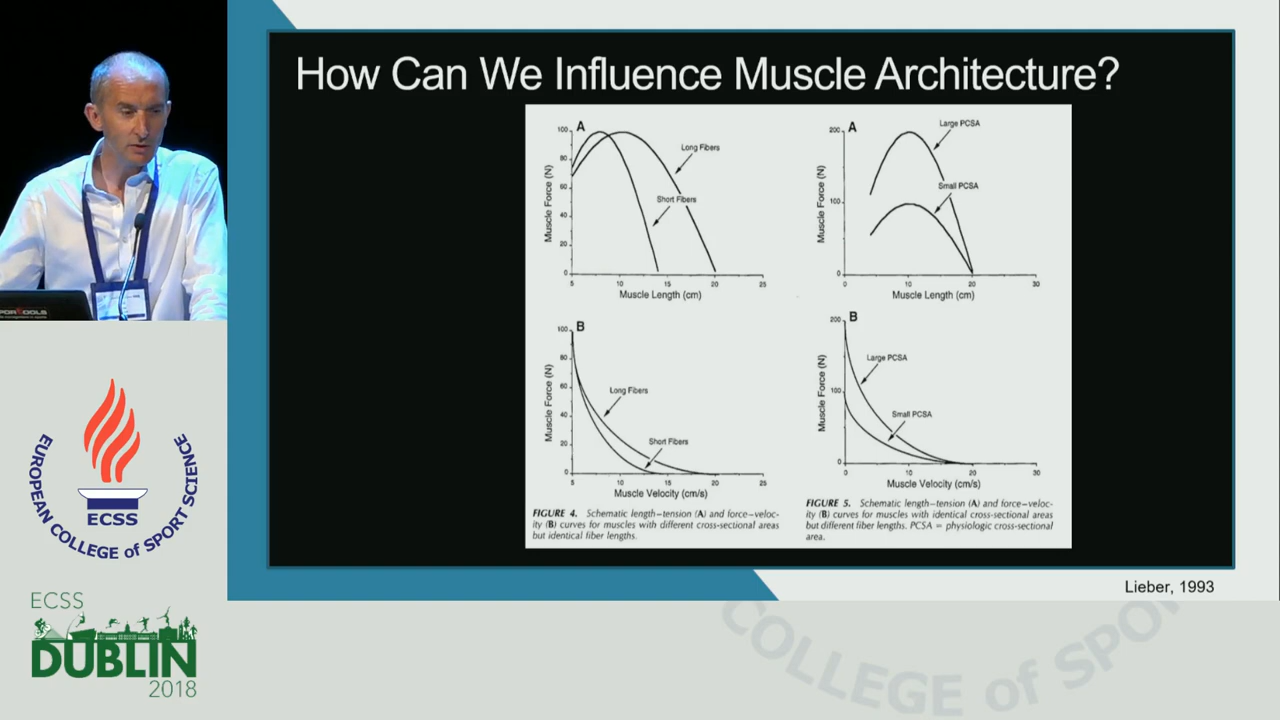 How Can We Influence Muscle Architecture?
A
100
80
60
40
20
0
Muscle Force (N)
Long Fibers
Short Fibers
5
10
15
20
25
Muscle Length (cm)
B
100
80
60
40
20
0
Muscle Force (N)
Long Fibers
Short Fibers
5
10
15
20
25
Muscle Velocity (cm/s)
FIGURE 4. Schematic length–tension (A) and force–veloc-
ity (B) curves for muscles with different cross-sectional areas
but identical fiber lengths.
A
200
100
0
Muscle Force (N)
Large PCSA
Small PCSA
0
10
20
30
Muscle Length (cm)
B
200
100
0
Muscle Force (N)
Large PCSA
Small PCSA
0
10
20
30
Muscle Velocity (cm/s)
FIGURE 5. Schematic length–tension (A) and force–veloc-
ity (B) curves for muscles with identical cross-sectional areas
but different fiber lengths. PCSA = physiologic cross-sectional
area.
Lieber, 1993
EUROPEAN COLLEGE of SPORT SCIENCE
ECSS
ECSS
DUBLIN
2018
COLLEGE of SPOR